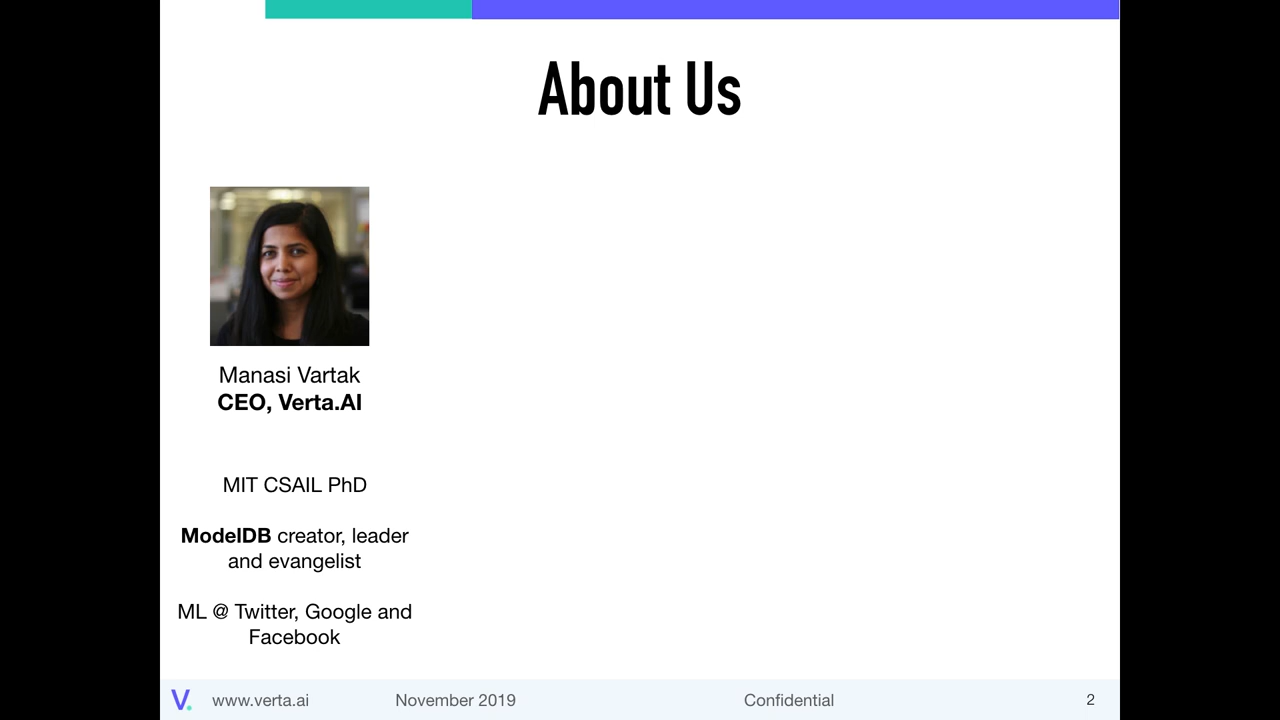 About Us
Manasi Vartak
CEO, Verta.AI
MIT CSAIL PhD
ModelDB creator, leader
and evangelist
ML @ Twitter, Google and
Facebook
V. www.verta.ai November 2019 Confidential 2